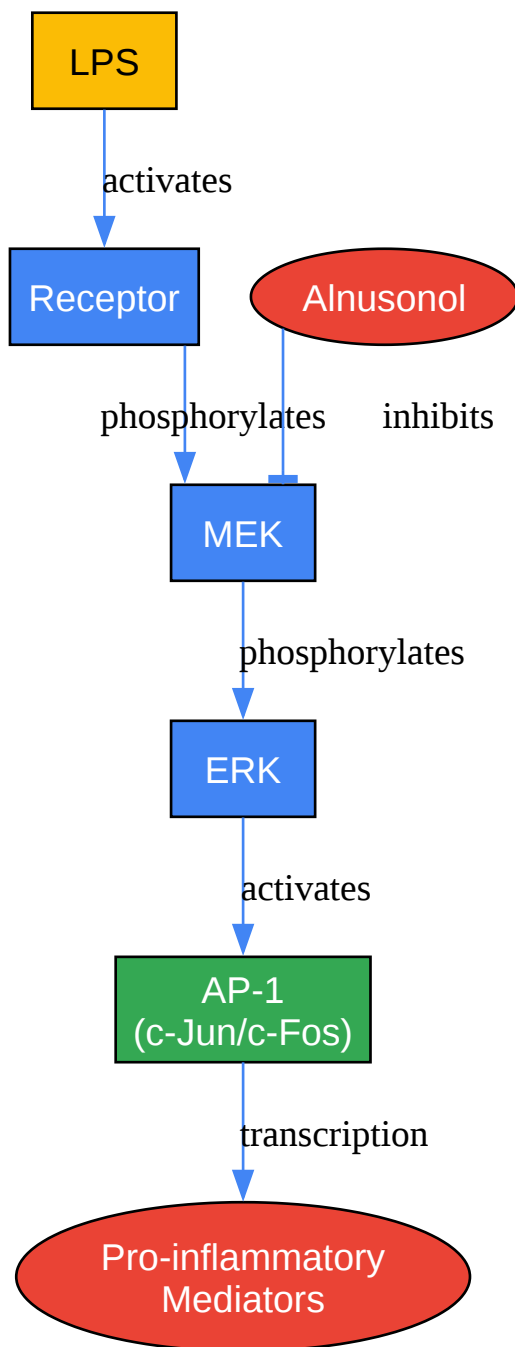 LPS
activates
Receptor
Alnusonol
phosphorylates
inhibits
MEK
phosphorylates
ERK
activates
AP-1
(c-Jun/c-Fos)
transcription
Pro-inflammatory
Mediators